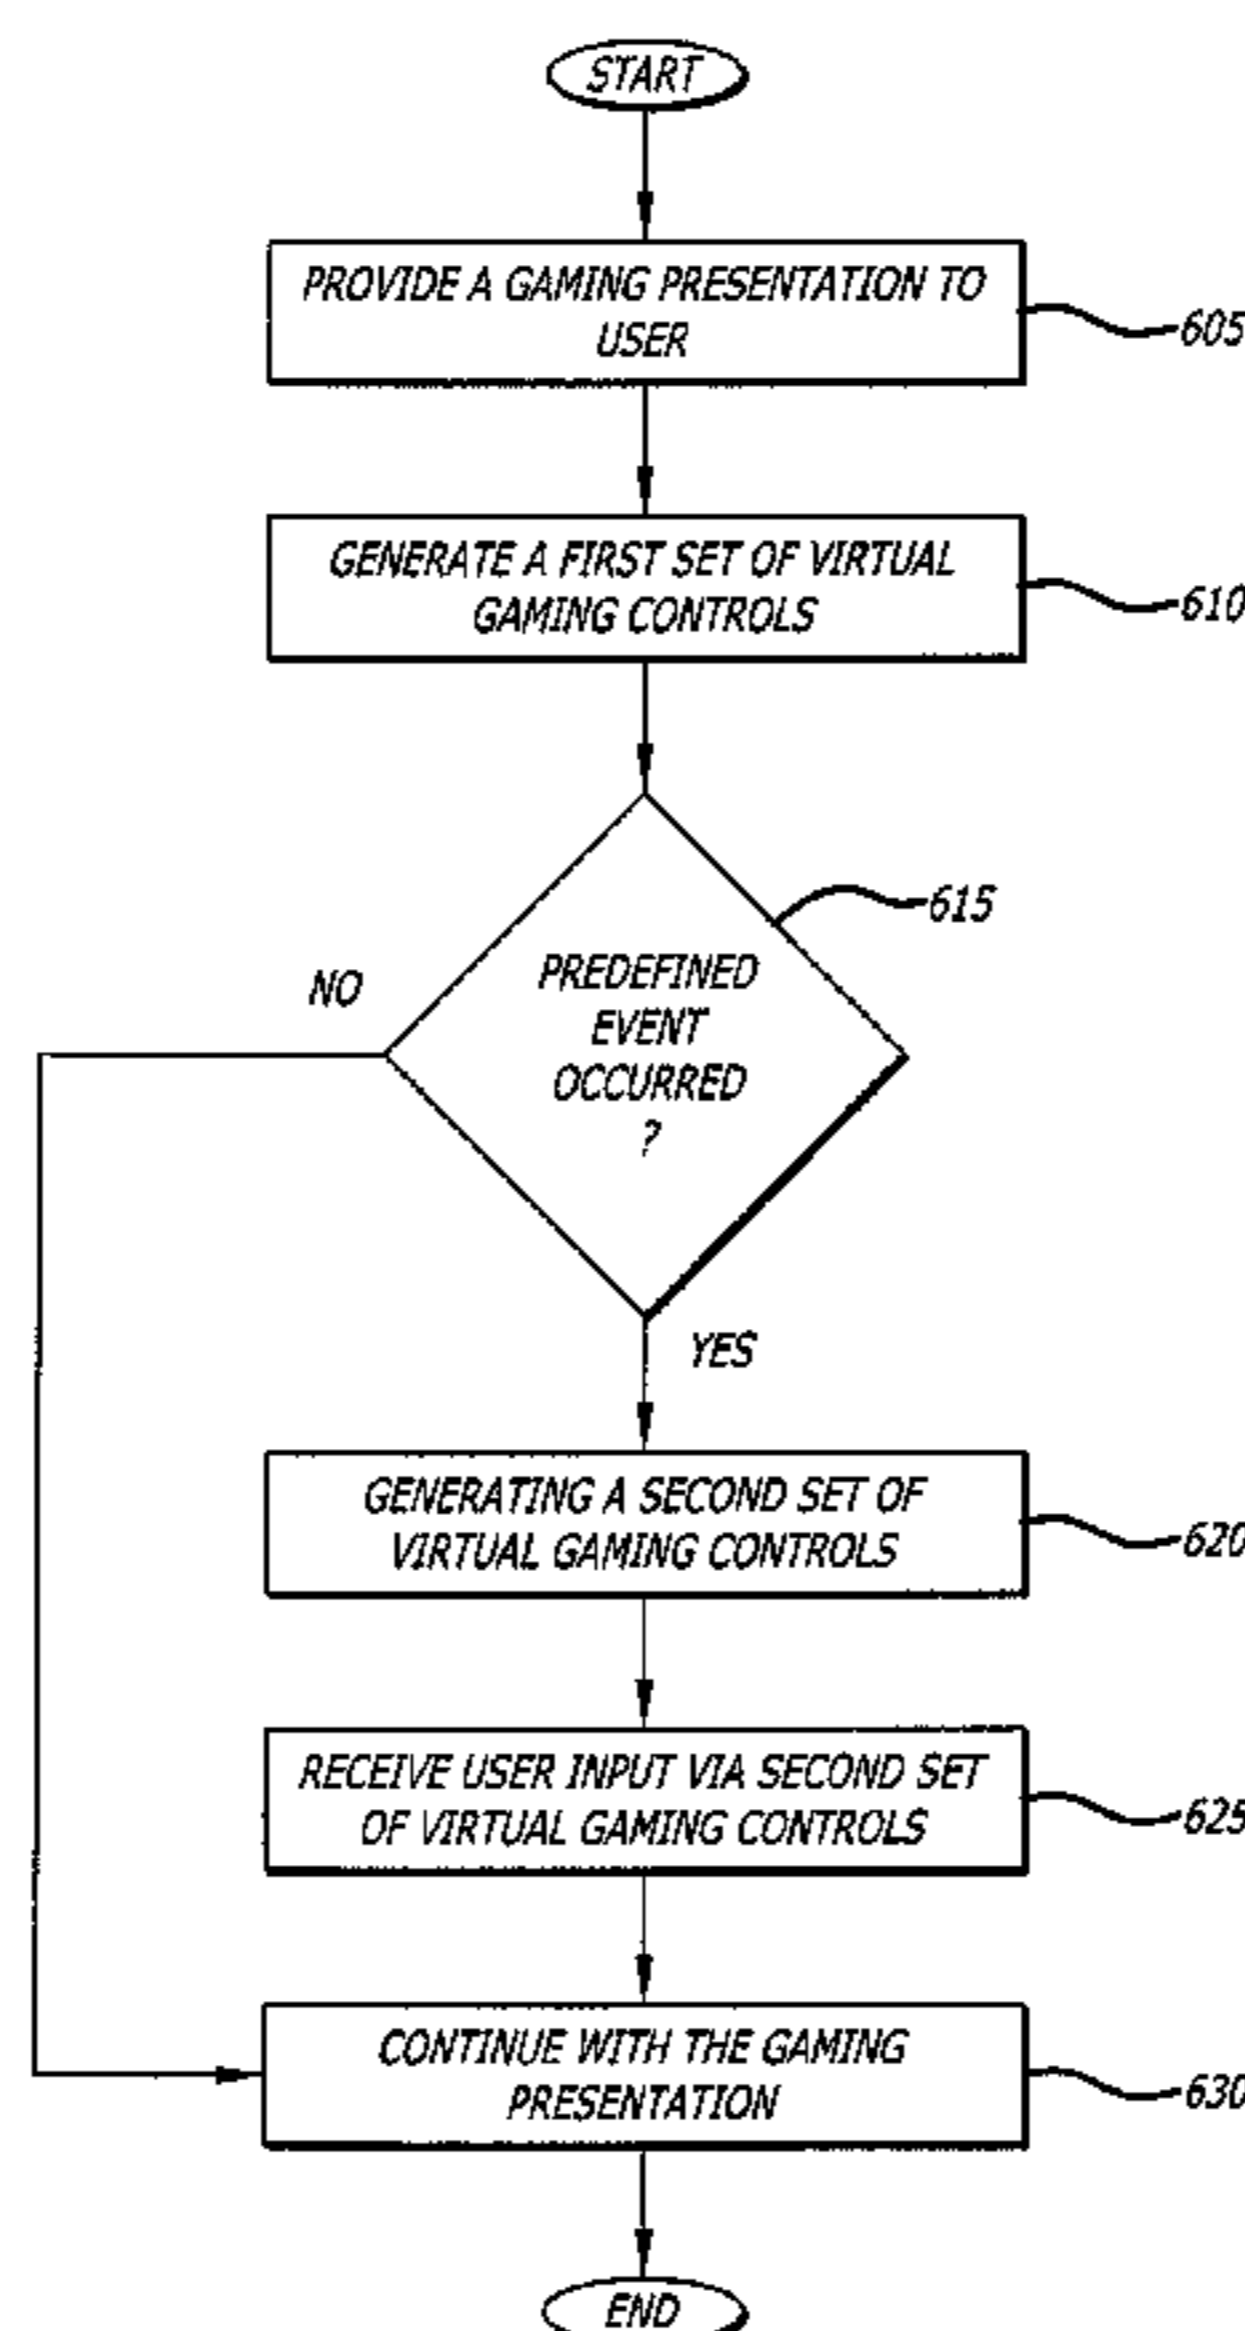 START
PROVIDE A GAMING PRESENTATION TO
USER
605
GENERATE A FIRST SET OF VIRTUAL
GAMING CONTROLS
610
615
PREDEFINED
EVENT
OCCURRED
?
NO
YES
GENERATING A SECOND SET OF
VIRTUAL GAMING CONTROLS
620
RECEIVE USER INPUT VIA SECOND SET
OF VIRTUAL GAMING CONTROLS
625
CONTINUE WITH THE GAMING
PRESENTATION
630
END